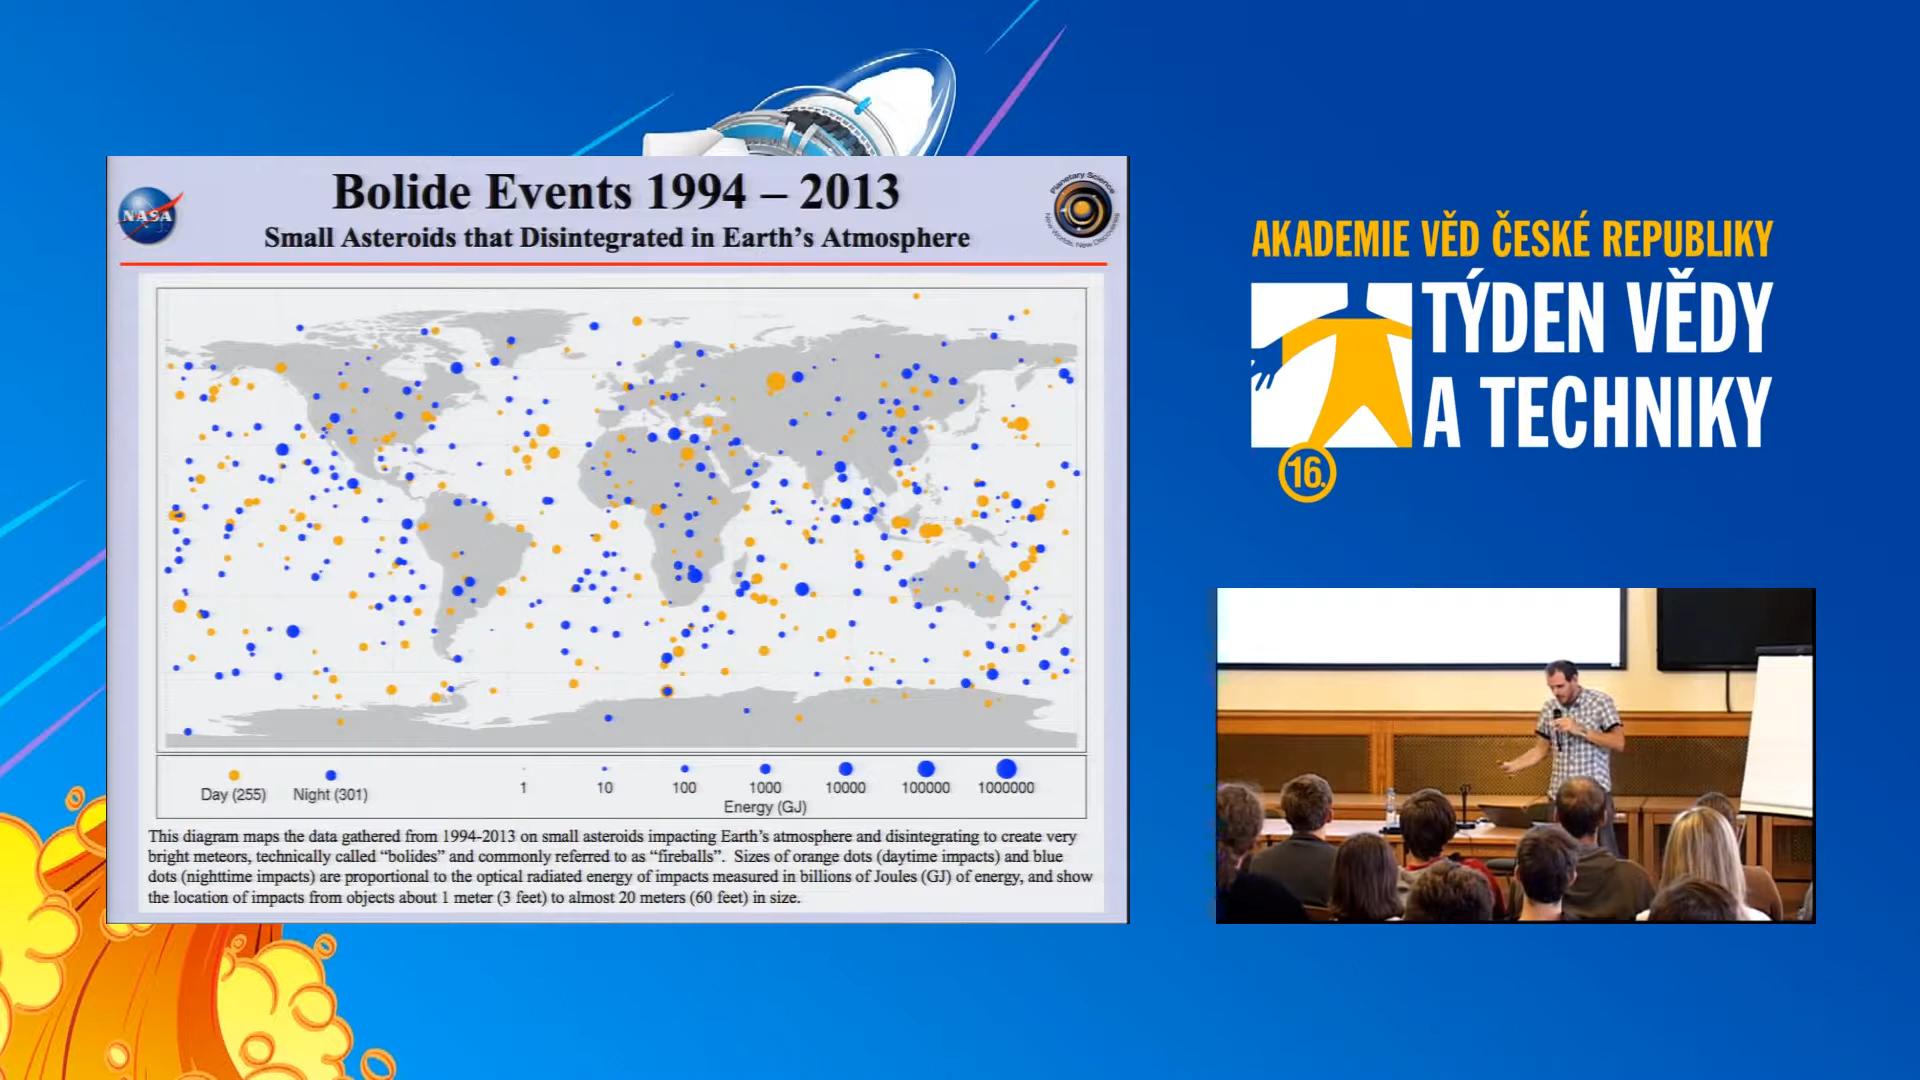 NASA
Planetary Science
Bolide Events 1994 – 2013
Small Asteroids that Disintegrated in Earth's Atmosphere
Day (255)
Night (301)
1
10
100
1000
10000
100000
1000000
Energy (GJ)
This diagram maps the data gathered from 1994-2013 on small asteroids impacting Earth's atmosphere and disintegrating to create very
bright meteors, technically called “bolides” and commonly referred to as “fireballs”. Sizes of orange dots (daytime impacts) and blue
dots (nighttime impacts) are proportional to the optical radiated energy of impacts measured in billions of Joules (GJ) of energy, and show
the location of impacts from objects about 1 meter (3 feet) to almost 20 meters (60 feet) in size.
AKADEMIE VĚD ČESKÉ REPUBLIKY
TÝDEN VĚDY
A TECHNIKY
16.